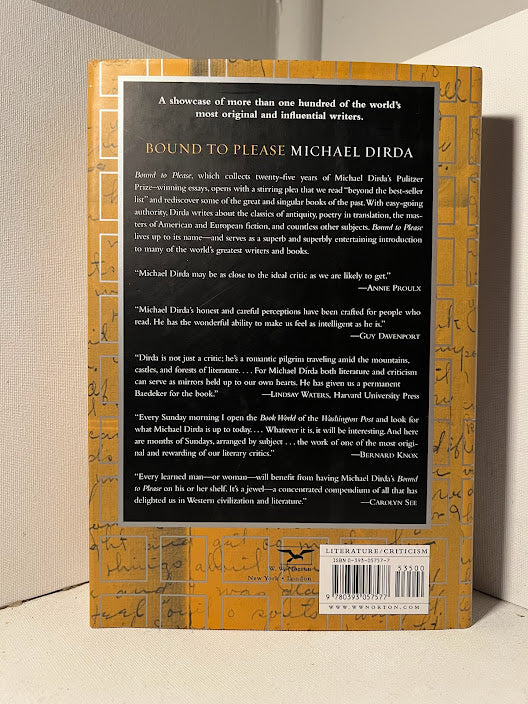 A showcase of more than one hundred of the world's
most original and influential writers.
BOUND TO PLEASE MICHAEL DIRDA
Bound to Please, which collects twenty-five years of Michael Dirda's Pulitzer
Prize–winning essays, opens with a stirring plea that we read "beyond the best-seller
list" and rediscover some of the great and singular books of the past. With easy-going
authority, Dirda writes about the classics of antiquity, poetry in translation, the mas-
ters of American and European fiction, and countless other subjects. Bound to Please
lives up to its name—and serves as a superb and superbly entertaining introduction
to many of the world's greatest writers and books.
"Michael Dirda may be as close to the ideal critic as we are likely to get."
—ANNIE PROULX
"Michael Dirda's honest and careful perceptions have been crafted for people who
read. He has the wonderful ability to make us feel as intelligent as he is."
—GUY DAVENPORT
"Dirda is not just a critic; he's a romantic pilgrim traveling amid the mountains,
castles, and forests of literature. . . . For Michael Dirda both literature and criticism
can serve as mirrors held up to our own hearts. He has given us a permanent
Baedeker for the book." —LINDSAY WATERS, Harvard University Press
"Every Sunday morning I open the Book World of the Washington Post and look for
what Michael Dirda is up to today. . . . Whatever it is, it will be interesting. And here
are months of Sundays, arranged by subject . . . the work of one of the most origi-
nal and rewarding of our literary critics." —BERNARD KNOX
"Every learned man—or woman—will benefit from having Michael Dirda's Bound
to Please on his or her shelf. It's a jewel—a concentrated compendium of all that has
delighted us in Western civilization and literature." —CAROLYN SEE
W. W. Norton
New York • London
LITERATURE/CRITICISM
ISBN 0-393-05757-7
53500
9 780393 057577
WWW.WWNORTON.COM